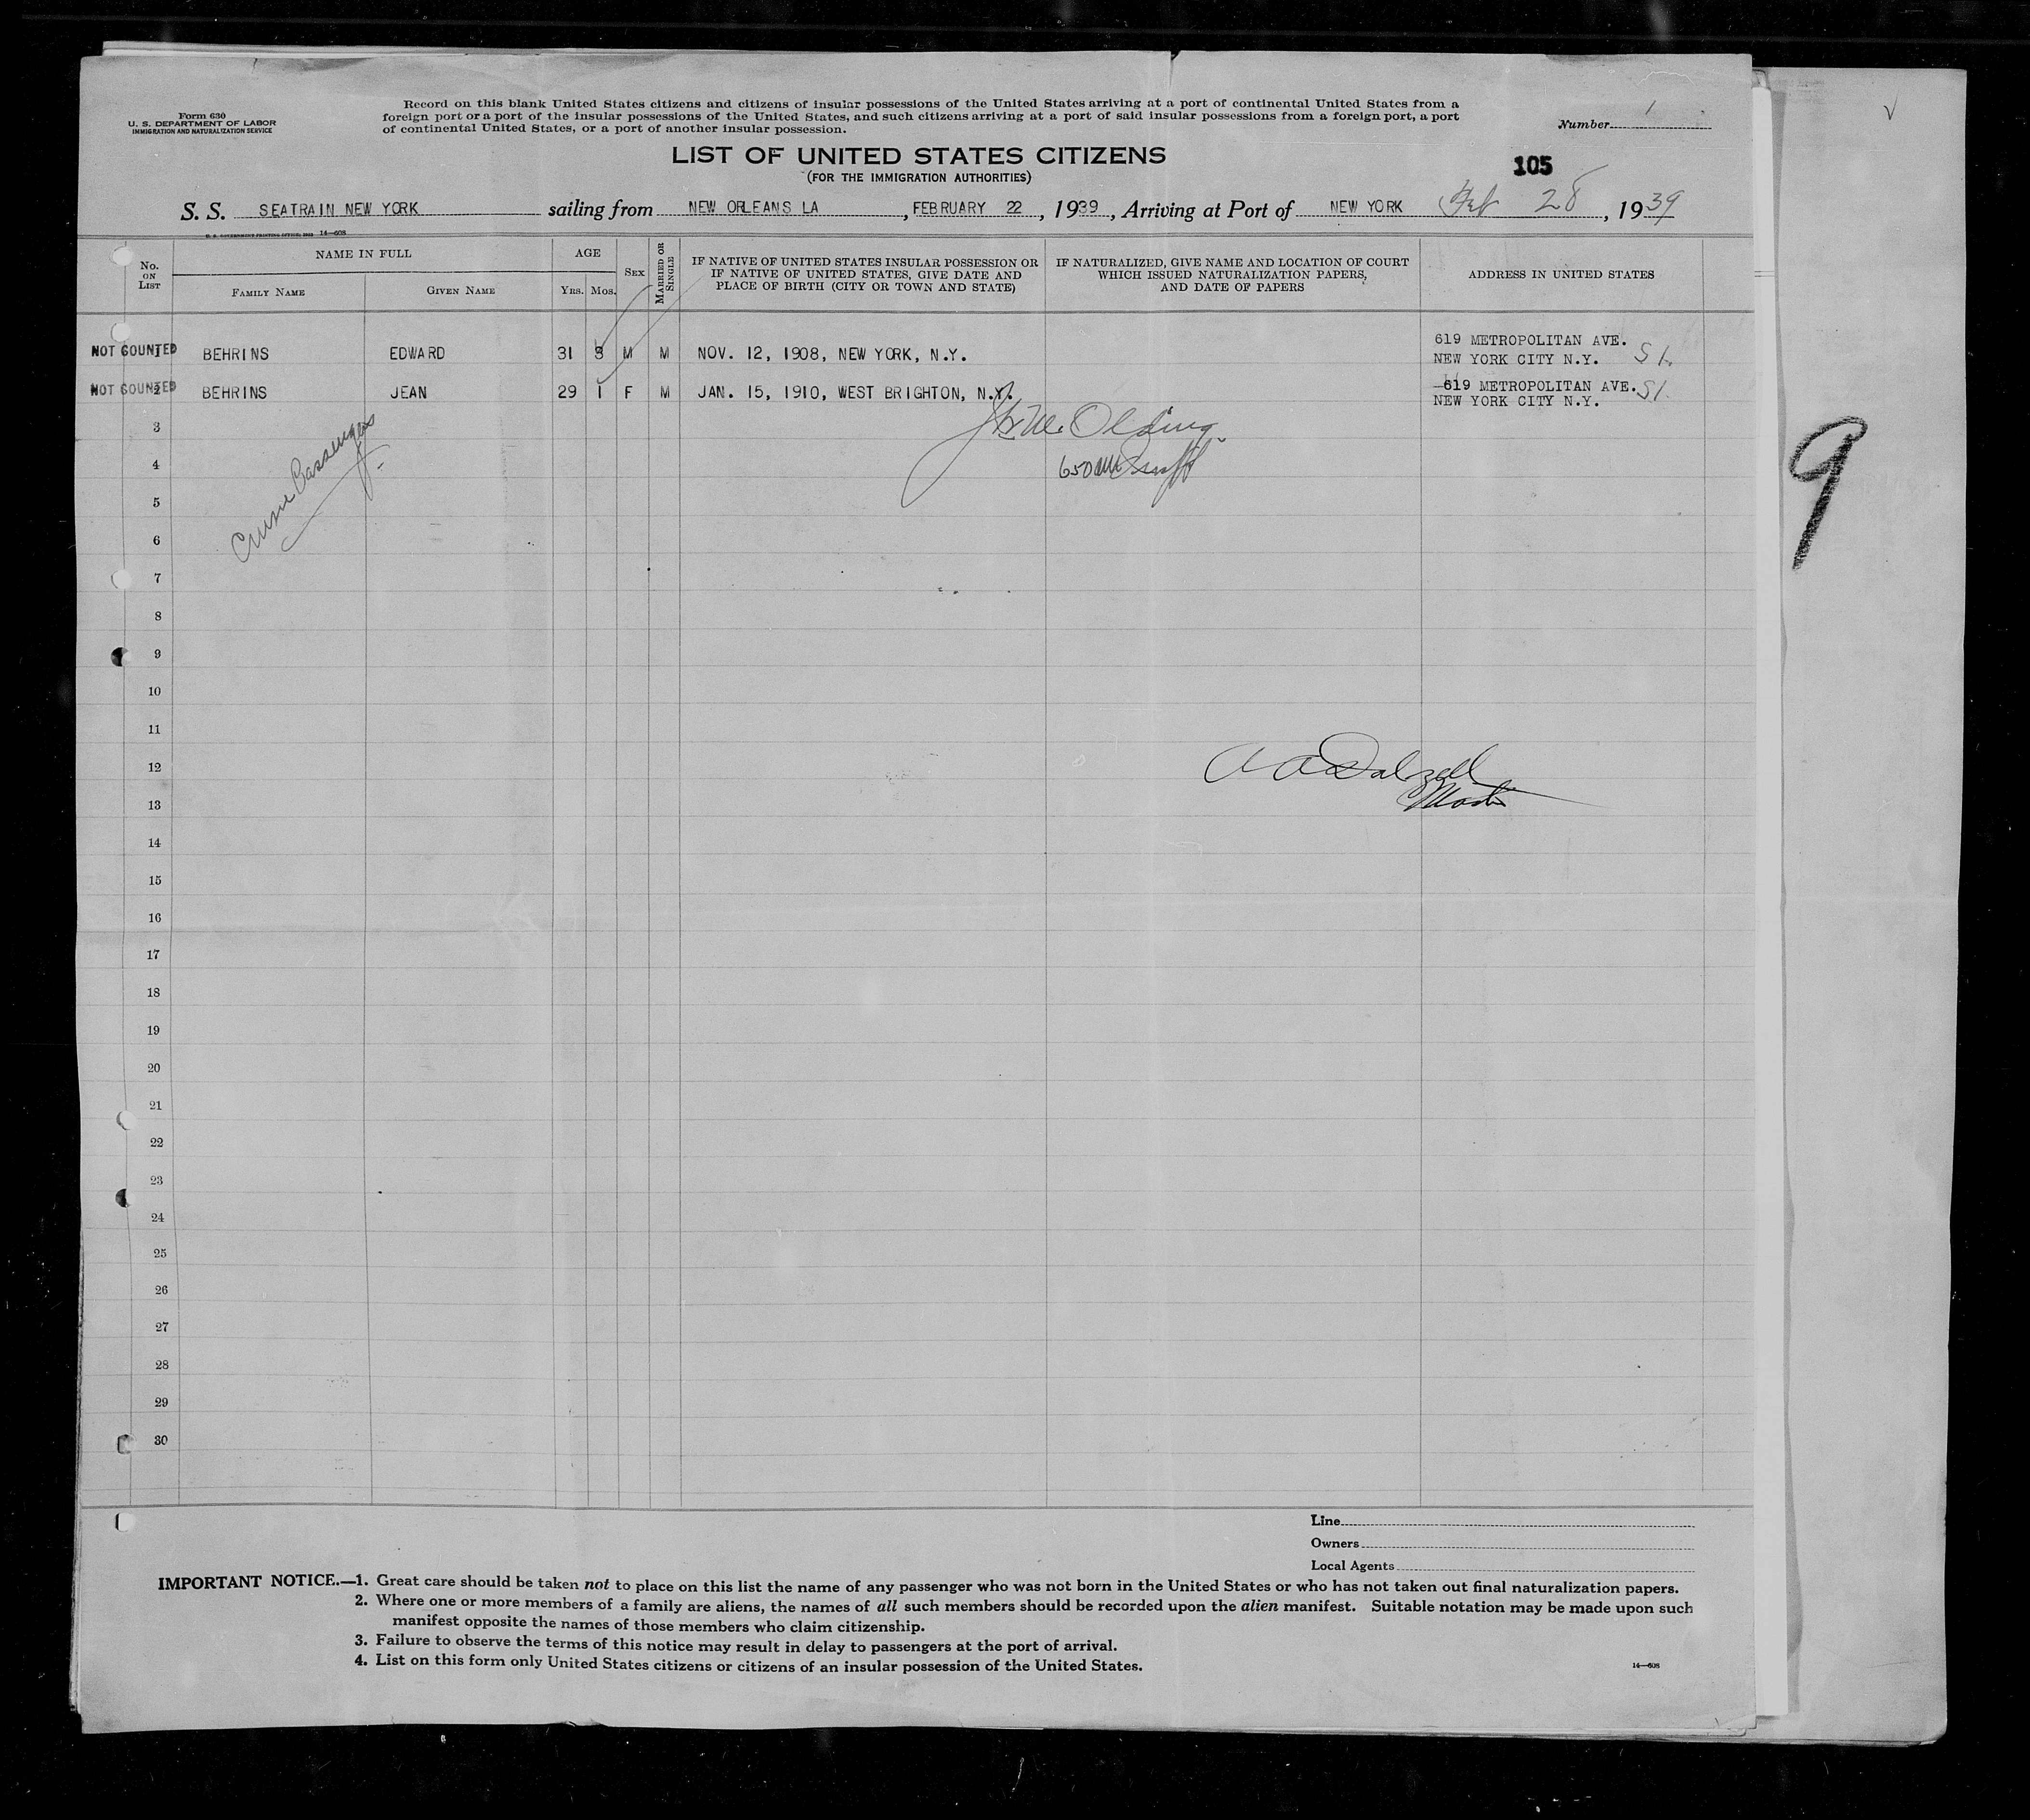 Form 630
U. S. DEPARTMENT OF LABOR
IMMIGRATION AND NATURALIZATION SERVICE
Record on this blank United States citizens and citizens of insular possessions of the United States arriving at a port of continental United States from a
foreign port or a port of the insular possessions of the United States, and such citizens arriving at a port of said insular possessions from a foreign port, a port
of continental United States, or a port of another insular possession.
Number 1
LIST OF UNITED STATES CITIZENS
(FOR THE IMMIGRATION AUTHORITIES)
105
S. S. SEATRAIN NEW YORK sailing from NEW ORLEANS LA, FEBRUARY 22, 1939, Arriving at Port of NEW YORK Feb 28, 1939
14—608
No. ON LIST
NAME IN FULL
FAMILY NAME
GIVEN NAME
AGE
YRS. MOS.
SEX
MARRIED OR SINGLE
IF NATIVE OF UNITED STATES INSULAR POSSESSION OR
IF NATIVE OF UNITED STATES, GIVE DATE AND
PLACE OF BIRTH (CITY OR TOWN AND STATE)
IF NATURALIZED, GIVE NAME AND LOCATION OF COURT
WHICH ISSUED NATURALIZATION PAPERS,
AND DATE OF PAPERS
ADDRESS IN UNITED STATES
NOT COUNTED 1 BEHRINS EDWARD 31 3 M M NOV. 12, 1908, NEW YORK, N.Y. 619 METROPOLITAN AVE.
NEW YORK CITY N.Y. S I.
NOT COUNTED 2 BEHRINS JEAN 29 1 F M JAN. 15, 1910, WEST BRIGHTON, N.Y. 619 METROPOLITAN AVE. S I.
NEW YORK CITY N.Y.
Olding
Passengers
3
4
5
6
7
8
9
10
11
12
A A Dalzell
Master
13
14
15
16
17
18
19
20
21
22
23
24
25
26
27
28
29
30
9
Line
Owners
Local Agents
IMPORTANT NOTICE.—1. Great care should be taken not to place on this list the name of any passenger who was not born in the United States or who has not taken out final naturalization papers.
2. Where one or more members of a family are aliens, the names of all such members should be recorded upon the alien manifest. Suitable notation may be made upon such
manifest opposite the names of those members who claim citizenship.
3. Failure to observe the terms of this notice may result in delay to passengers at the port of arrival.
4. List on this form only United States citizens or citizens of an insular possession of the United States.
14—608